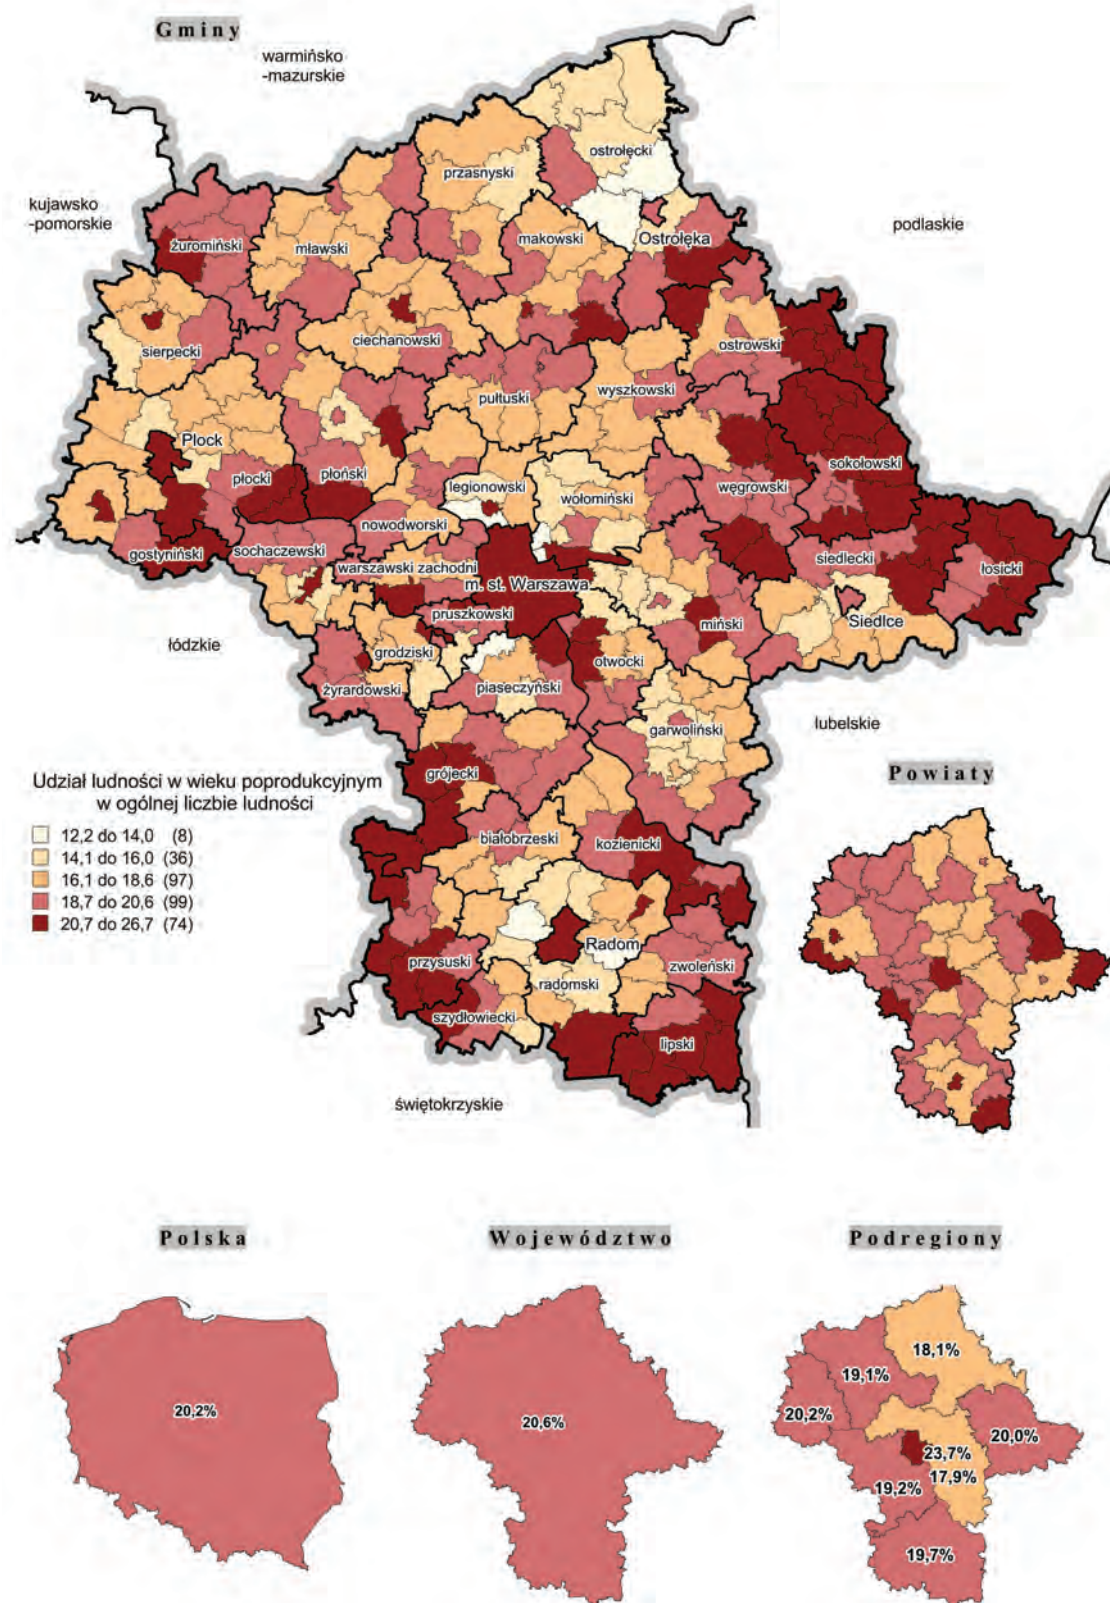 Gminy
warmińsko
-mazurskie
kujawsko
-pomorskie
podlaskie
ostrołęcki
przasnyski
żuromiński
mławski
makowski
Ostrołęka
ciechanowski
sierpecki
ostrowski
pułtuski
wyszkowski
Płock
płocki
płoński
sokołowski
legionowski
wołomiński
węgrowski
nowodworski
gostyniński
sochaczewski
warszawski zachodni
m. st. Warszawa
siedlecki
łosicki
pruszkowski
miński
Siedlce
łódzkie
grodziski
otwocki
żyrardowski
piaseczyński
lubelskie
garwoliński
grójecki
Powiaty
Udział ludności w wieku poprodukcyjnym
w ogólnej liczbie ludności
12,2 do 14,0 (8)
14,1 do 16,0 (36)
16,1 do 18,6 (97)
18,7 do 20,6 (99)
20,7 do 26,7 (74)
białobrzeski
kozienicki
Radom
przysuski
zwoleński
radomski
szydłowiecki
lipski
świętokrzyskie
Polska
Województwo
Podregiony
20,2%
20,6%
18,1%
19,1%
20,2%
20,0%
23,7%
17,9%
19,2%
19,7%